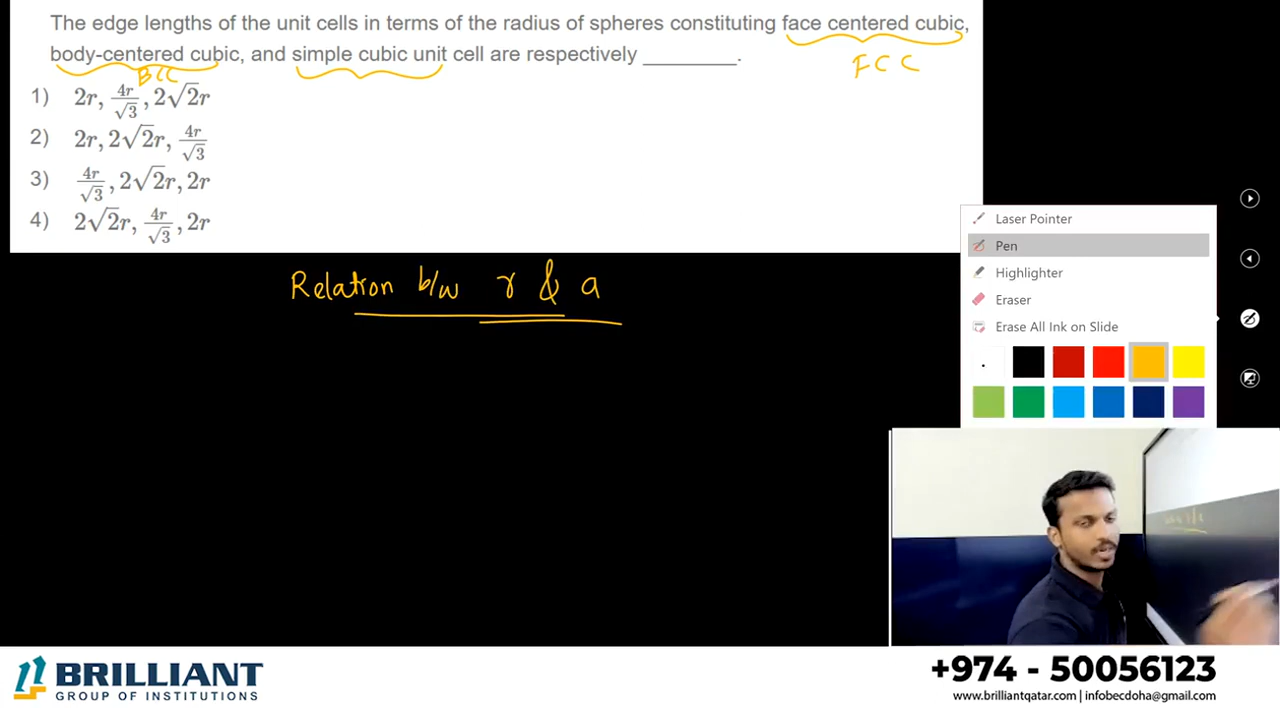 The edge lengths of the unit cells in terms of the radius of spheres constituting face centered cubic,
body-centered cubic, and simple cubic unit cell are respectively __________.
BCC
FCC
1) 2r, 4r/√3, 2√2r
2) 2r, 2√2r, 4r/√3
3) 4r/√3, 2√2r, 2r
4) 2√2r, 4r/√3, 2r
Relation b/w r & a
Laser Pointer
Pen
Highlighter
Eraser
Erase All Ink on Slide
BRILLIANT
GROUP OF INSTITUTIONS
+974 - 50056123
www.brilliantqatar.com | infobecdoha@gmail.com